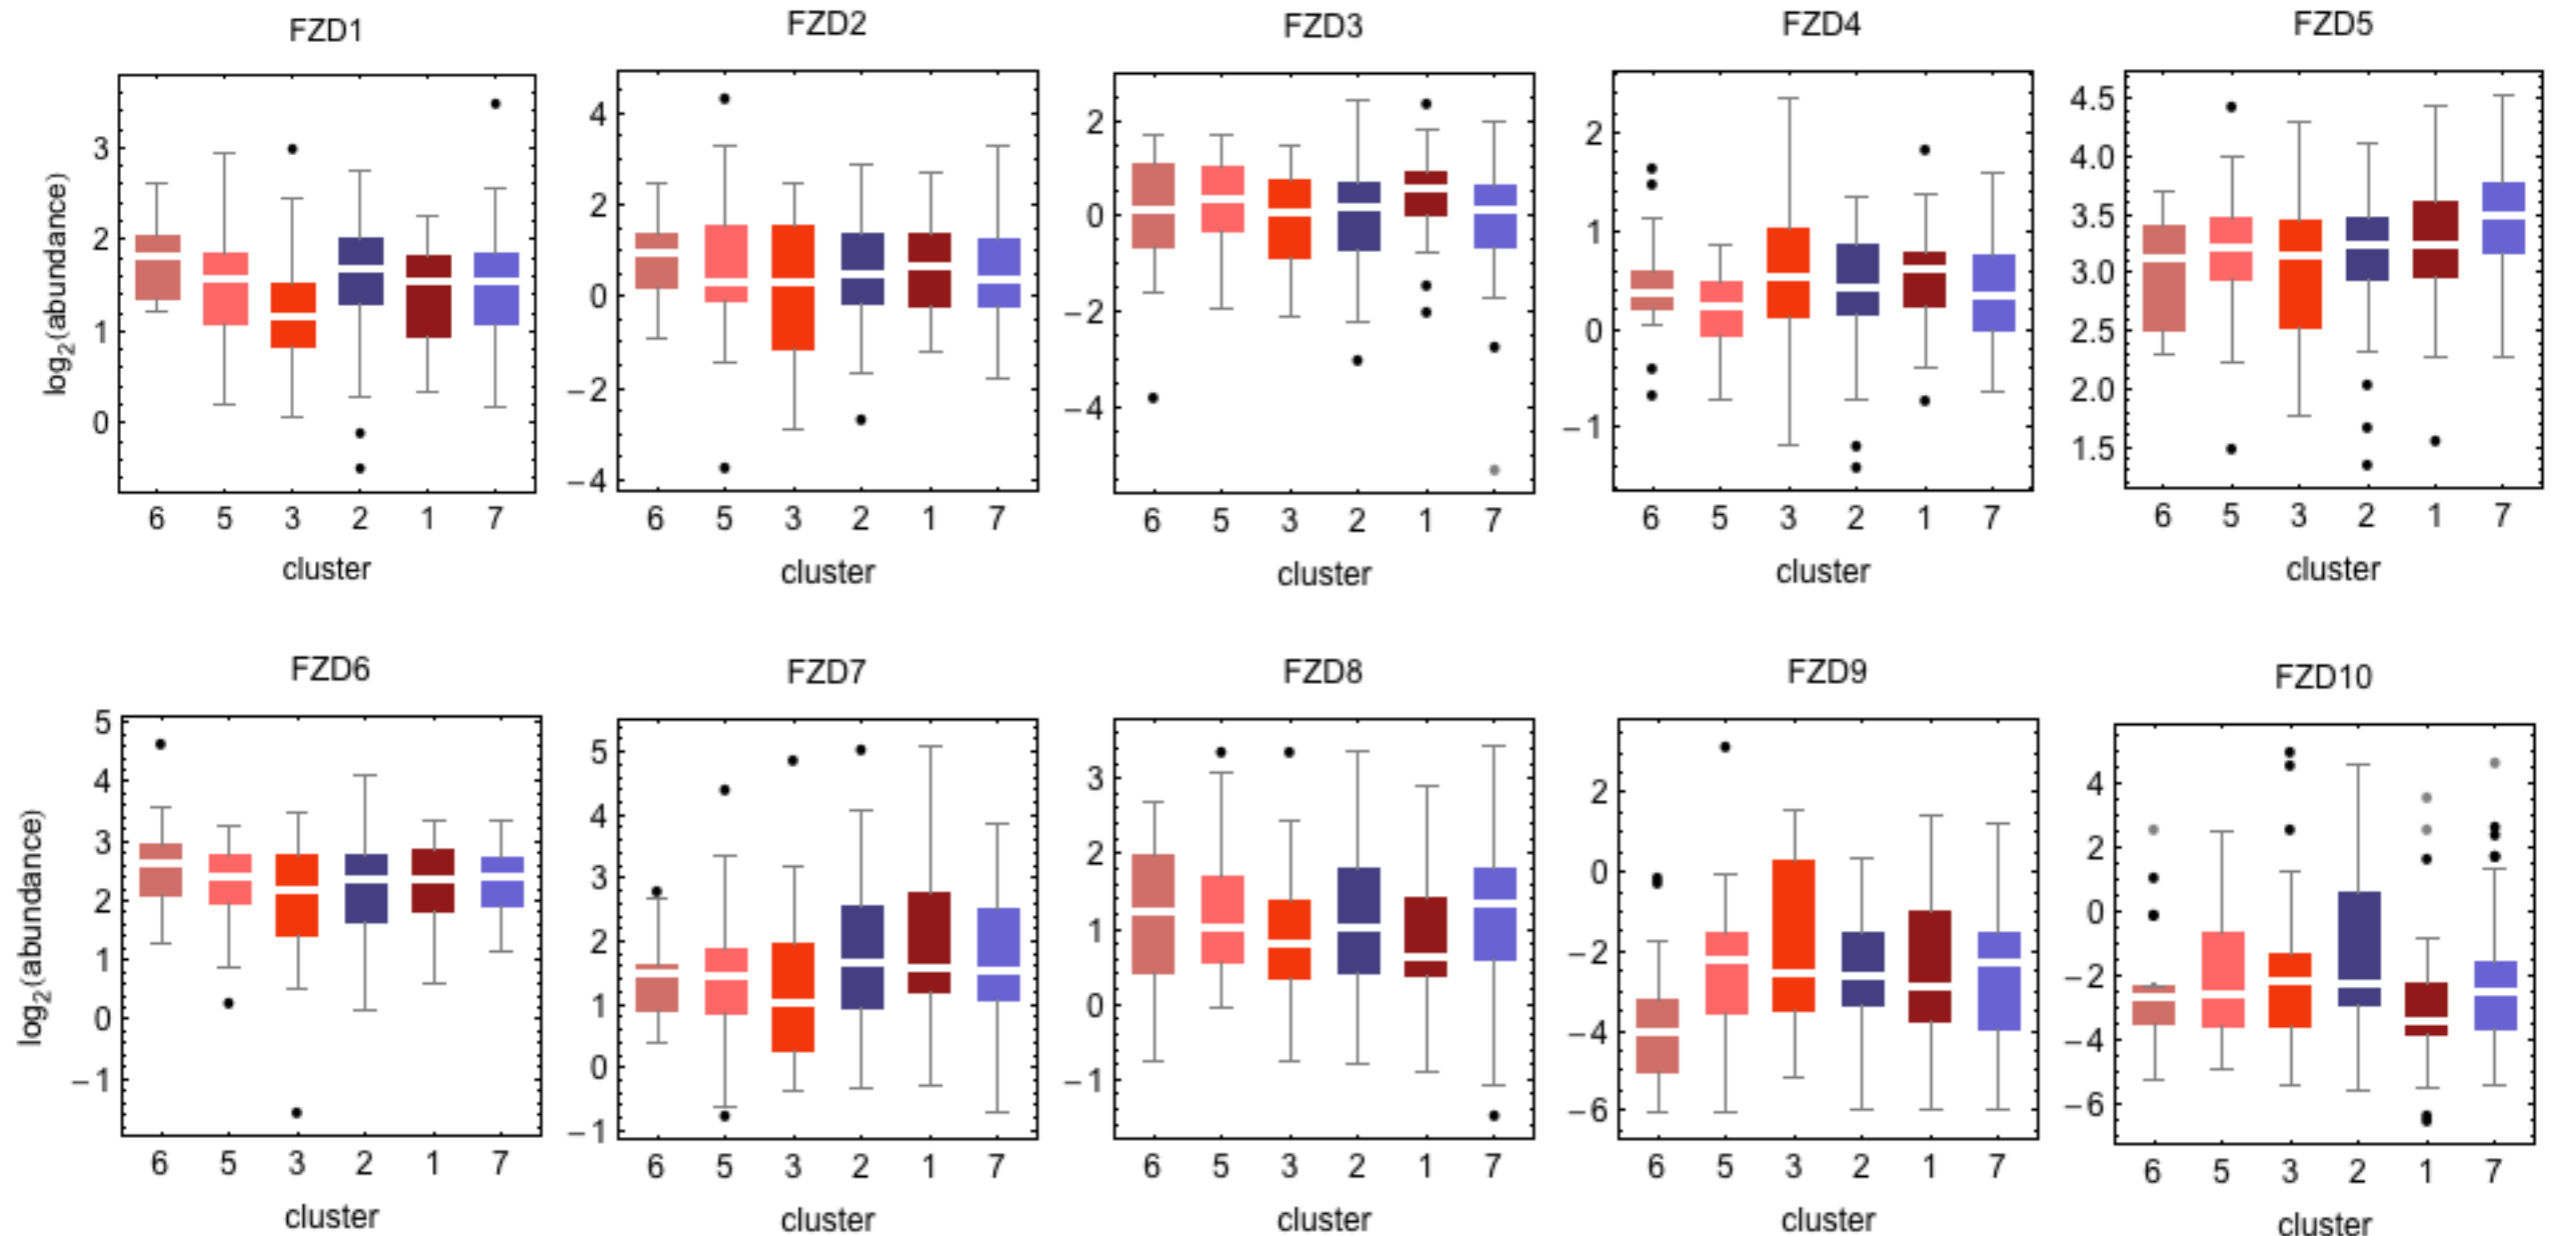 FZD1 FZD2 FZD3 FZD4 FZD5
log₂(abundance)
3 2 1 0
4 2 0 −2 −4
2 0 −2 −4
2 1 0 −1
4.5 4.0 3.5 3.0 2.5 2.0 1.5
6 5 3 2 1 7 6 5 3 2 1 7 6 5 3 2 1 7 6 5 3 2 1 7 6 5 3 2 1 7
cluster cluster cluster cluster cluster
FZD6 FZD7 FZD8 FZD9 FZD10
log₂(abundance)
5 4 3 2 1 0 −1
5 4 3 2 1 0 −1
3 2 1 0 −1
2 0 −2 −4 −6
4 2 0 −2 −4 −6
6 5 3 2 1 7 6 5 3 2 1 7 6 5 3 2 1 7 6 5 3 2 1 7 6 5 3 2 1 7
cluster cluster cluster cluster cluster